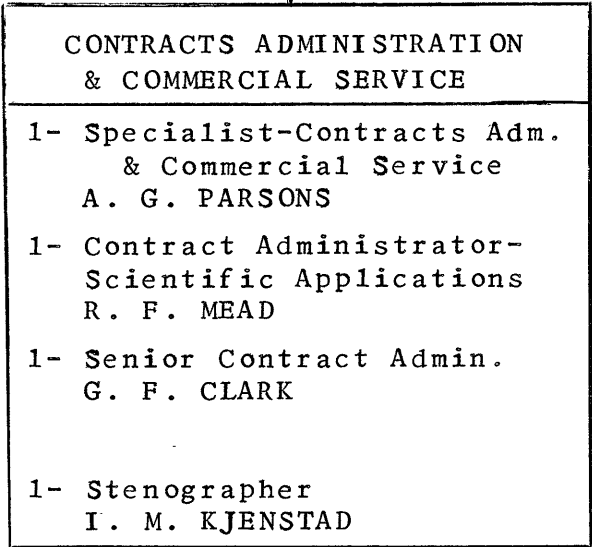 CONTRACTS ADMINISTRATION
& COMMERCIAL SERVICE
1- Specialist-Contracts Adm.
& Commercial Service
A. G. PARSONS
1- Contract Administrator-
Scientific Applications
R. F. MEAD
1- Senior Contract Admin.
G. F. CLARK
1- Stenographer
I. M. KJENSTAD